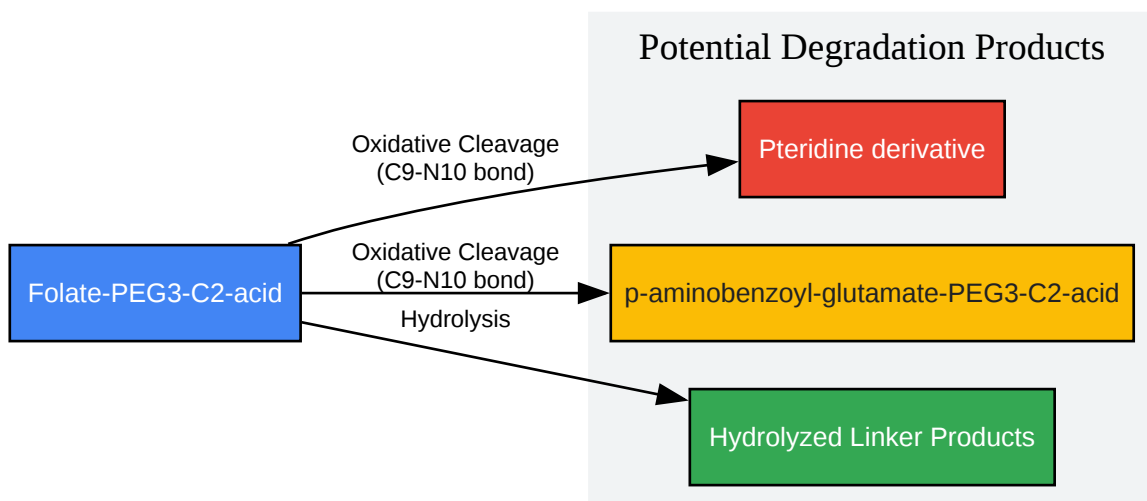 Potential Degradation Products
Oxidative Cleavage
(C9-N10 bond)
Pteridine derivative
Folate-PEG3-C2-acid
Oxidative Cleavage
(C9-N10 bond)
p-aminobenzoyl-glutamate-PEG3-C2-acid
Hydrolysis
Hydrolyzed Linker Products